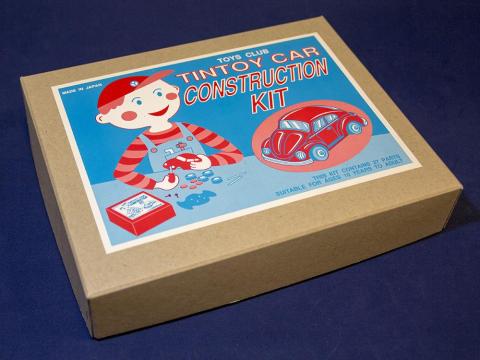 MADE IN JAPAN
TOYS CLUB
TINTOY CAR
CONSTRUCTION
KIT
THIS KIT CONTAINS 27 PARTS
SUITABLE FOR AGES 10 YEARS TO ADULT